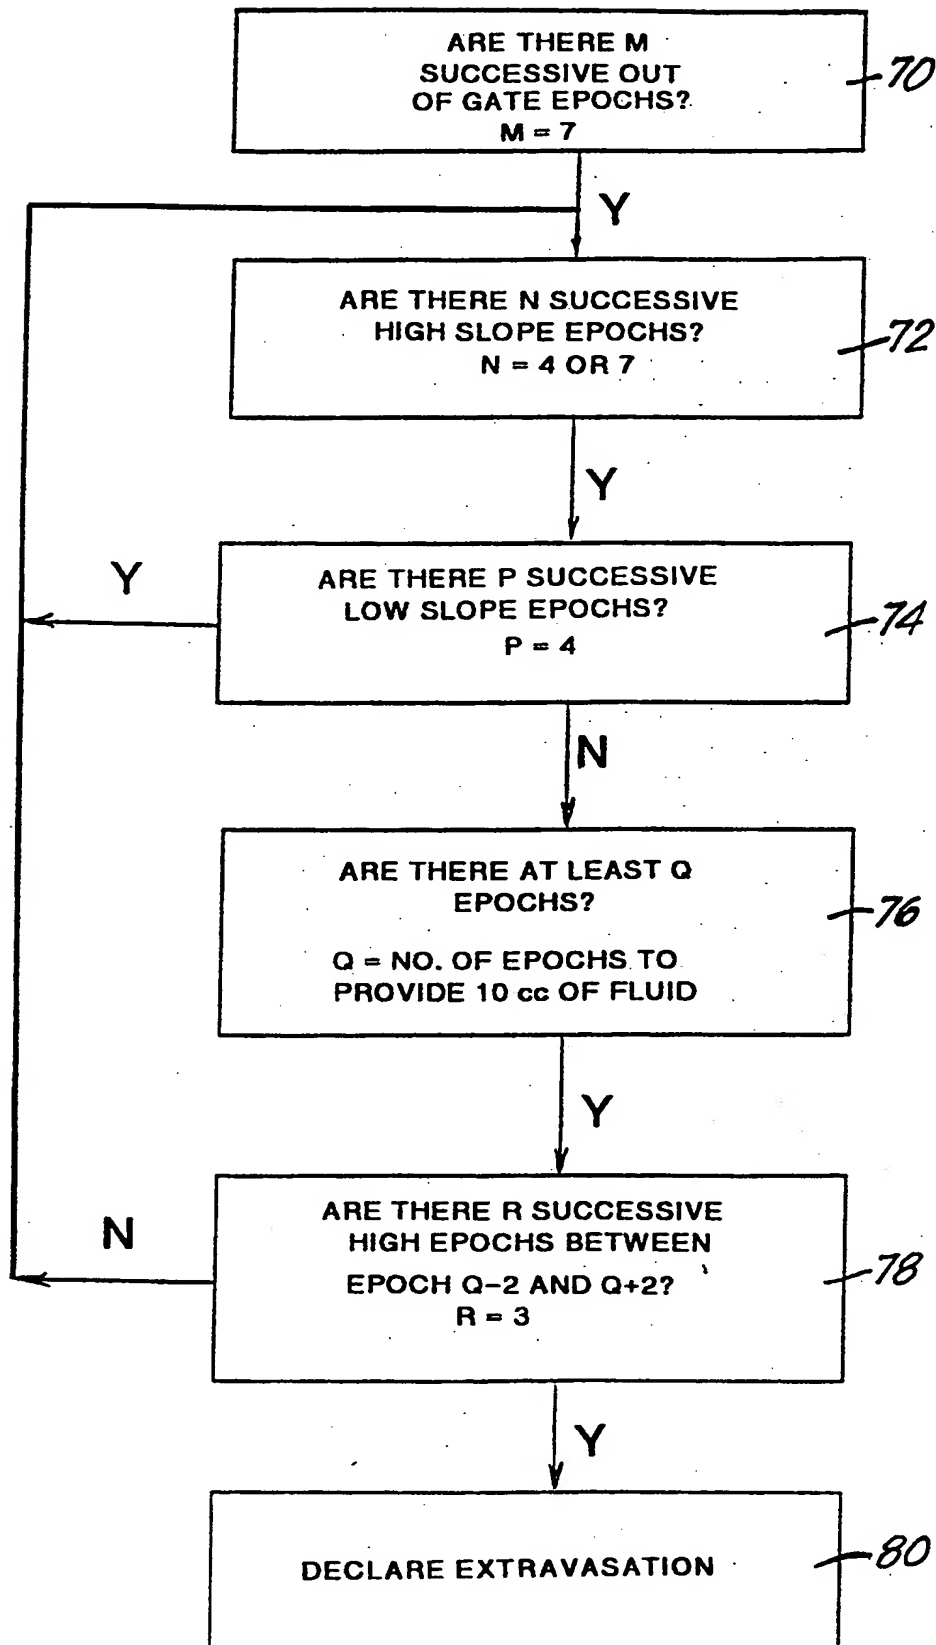 ARE THERE M
SUCCESSIVE OUT
OF GATE EPOCHS?
M = 7
70
Y
ARE THERE N SUCCESSIVE
HIGH SLOPE EPOCHS?
N = 4 OR 7
72
Y
ARE THERE P SUCCESSIVE
LOW SLOPE EPOCHS?
P = 4
74
Y
N
ARE THERE AT LEAST Q
EPOCHS?
Q = NO. OF EPOCHS TO
PROVIDE 10 cc OF FLUID
76
Y
ARE THERE R SUCCESSIVE
HIGH EPOCHS BETWEEN
EPOCH Q-2 AND Q+2?
R = 3
78
N
Y
DECLARE EXTRAVASATION
80